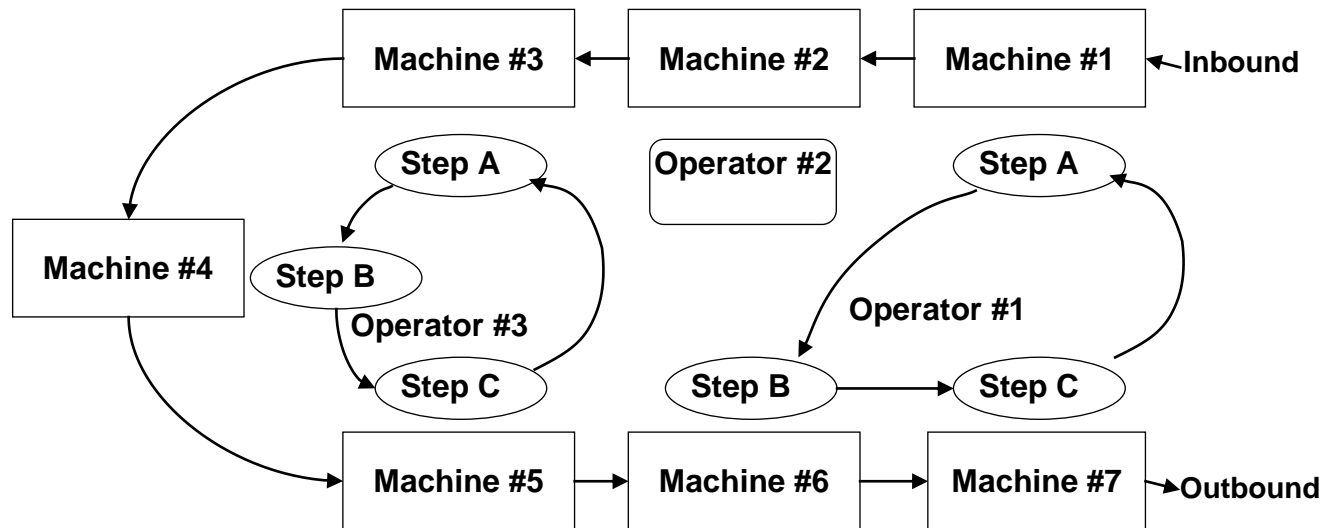 Machine #3
Machine #2
Machine #1
Inbound
Step A
Operator #2
Step A
Machine #4
Step B
Operator #3
Operator #1
Step C
Step B
Step C
Machine #5
Machine #6
Machine #7
Outbound